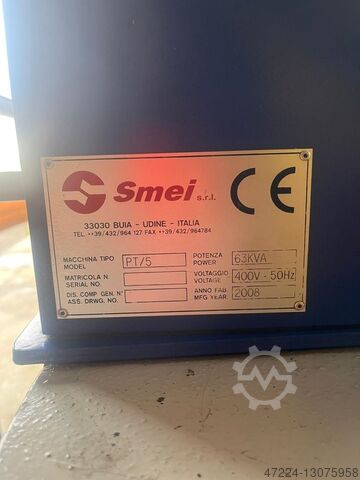 Smei s.r.l. CE
33030 BUIA - UDINE - ITALIA
TEL ++39/432/964 127 FAX ++39/432/964784
MACCHINA TIPO MODEL PT/5 POTENZA POWER 63KVA
MATRICOLA N. SERIAL NO. VOLTAGGIO VOLTAGE 400V - 50Hz
DIS. COMP GEN. N° ASS. DRWG. NO. ANNO FAB. MFG YEAR 2008
47224-13075958